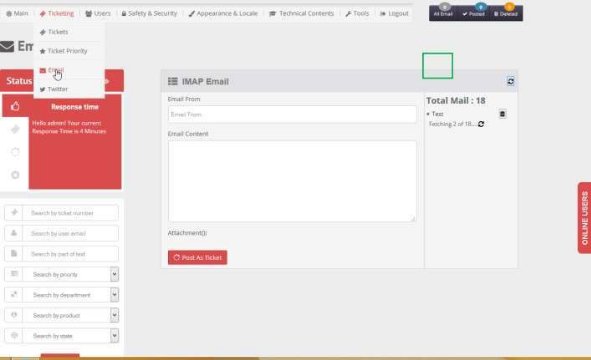 Main Ticketing Users Safety & Security Appearance & Locale Technical Contents Tools Logout
All Email Posted Deleted
Tickets
Ticket Priority
Email
Twitter
Em
Status
Response time
Hello admin! Your current
Response Time is 4 Minutes
IMAP Email
Email From
Email From
Email Content
Attachment():
Post As Ticket
Total Mail : 18
Test
Fetching 2 of 18...
ONLINE USERS
Search by ticket number
Search by user email
Search by part of text
Search by priority
Search by department
Search by product
Search by state